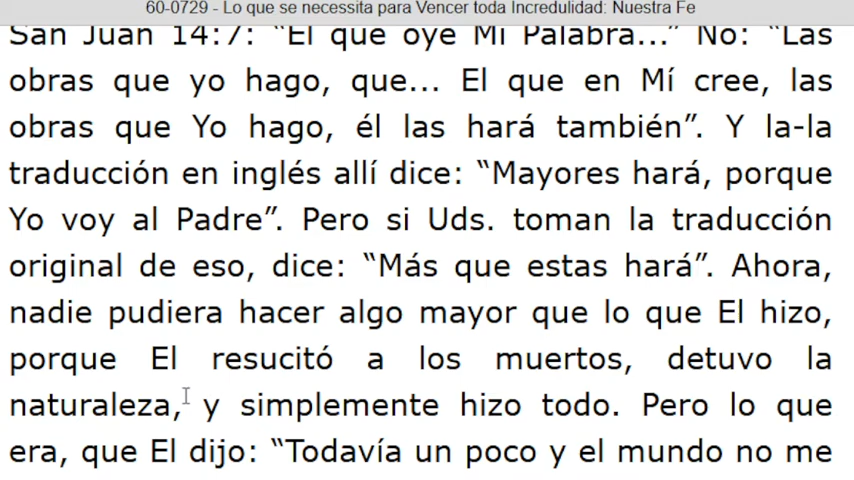 60-0729 - Lo que se necessita para Vencer toda Incredulidad: Nuestra Fe
San Juan 14:7: “El que oye Mi Palabra...” No: “Las
obras que yo hago, que... El que en Mí cree, las
obras que Yo hago, él las hará también”. Y la-la
traducción en inglés allí dice: “Mayores hará, porque
Yo voy al Padre”. Pero si Uds. toman la traducción
original de eso, dice: “Más que estas hará”. Ahora,
nadie pudiera hacer algo mayor que lo que El hizo,
porque El resucitó a los muertos, detuvo la
naturaleza, y simplemente hizo todo. Pero lo que
era, que El dijo: “Todavía un poco y el mundo no me